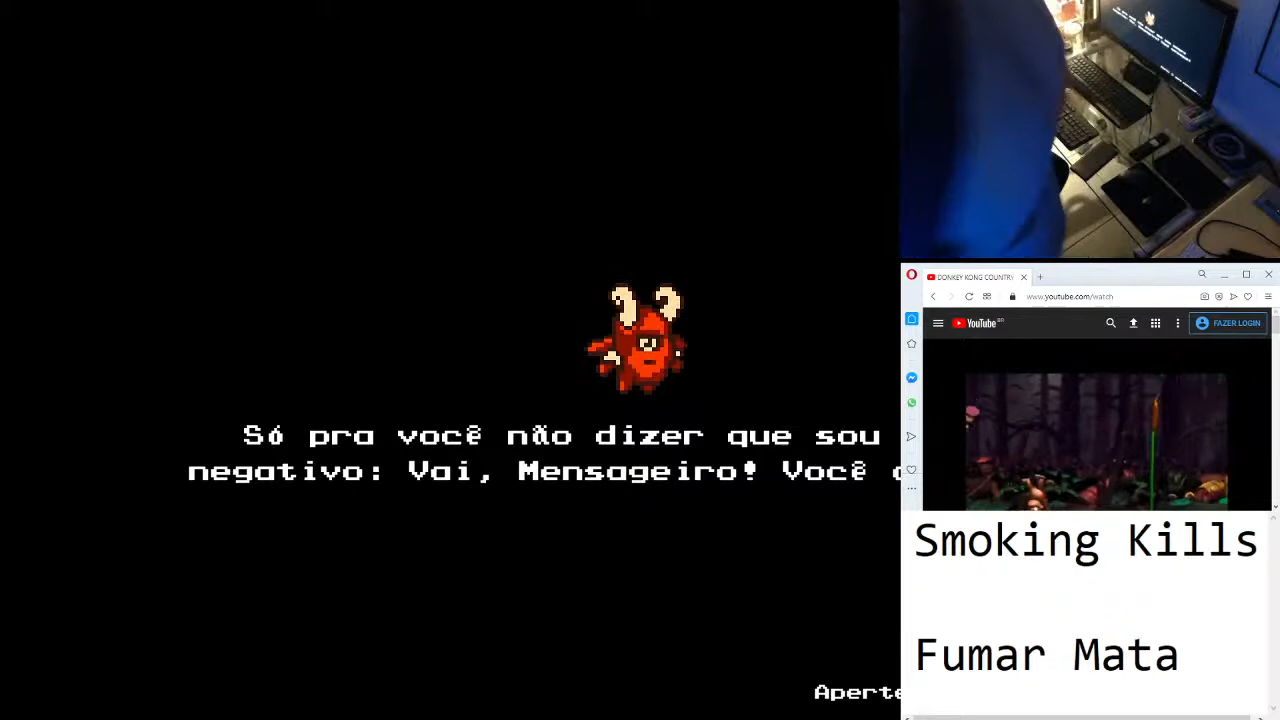 Só pra você não dizer que sou
negativo: Vai, Mensageiro! Você
Aperte
DONKEY KONG COUNTRY
www.youtube.com/watch
YouTube BR
FAZER LOGIN
Smoking Kills
Fumar Mata